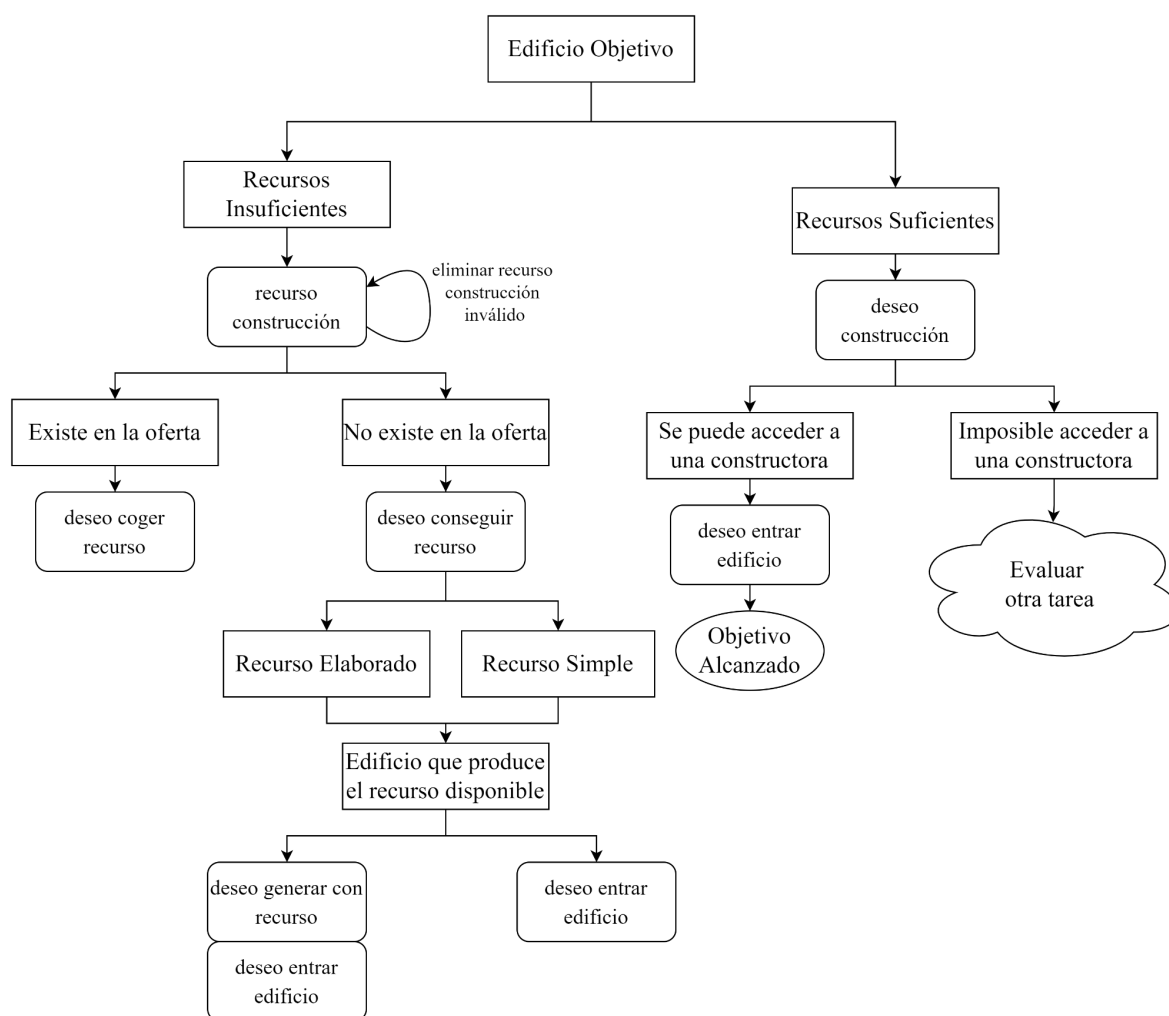 Edificio Objetivo
Recursos
Insuficientes
Recursos Suficientes
recurso
construcción
eliminar recurso
construcción
inválido
deseo
construcción
Existe en la oferta
No existe en la oferta
Se puede acceder a
una constructora
Imposible acceder a
una constructora
deseo coger
recurso
deseo conseguir
recurso
deseo entrar
edificio
Evaluar
otra tarea
Recurso Elaborado
Recurso Simple
Objetivo
Alcanzado
Edificio que produce
el recurso disponible
deseo generar con
recurso
deseo entrar
edificio
deseo entrar
edificio